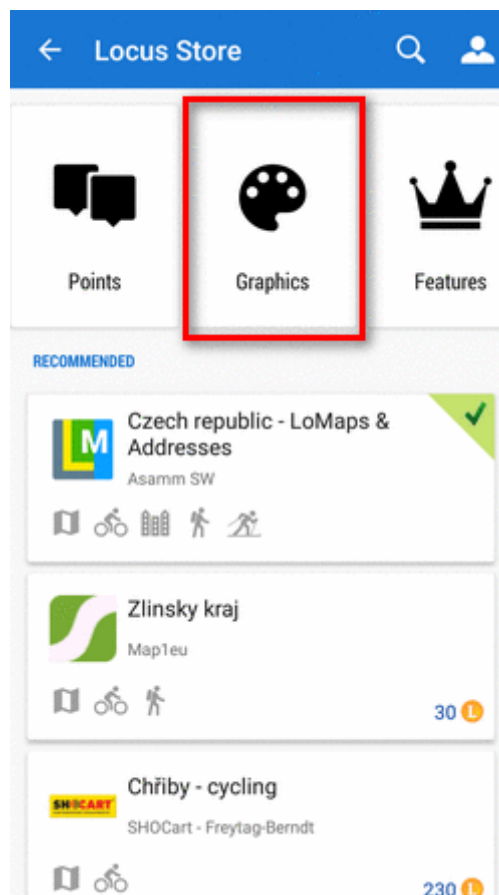 Locus Store
Points
Graphics
Features
RECOMMENDED
LM
Czech republic - LoMaps &
Addresses
Asamm SW
Zlinsky kraj
Map1eu
30 L
SHOCART
Chřiby - cycling
SHOCart - Freytag-Berndt
230 L